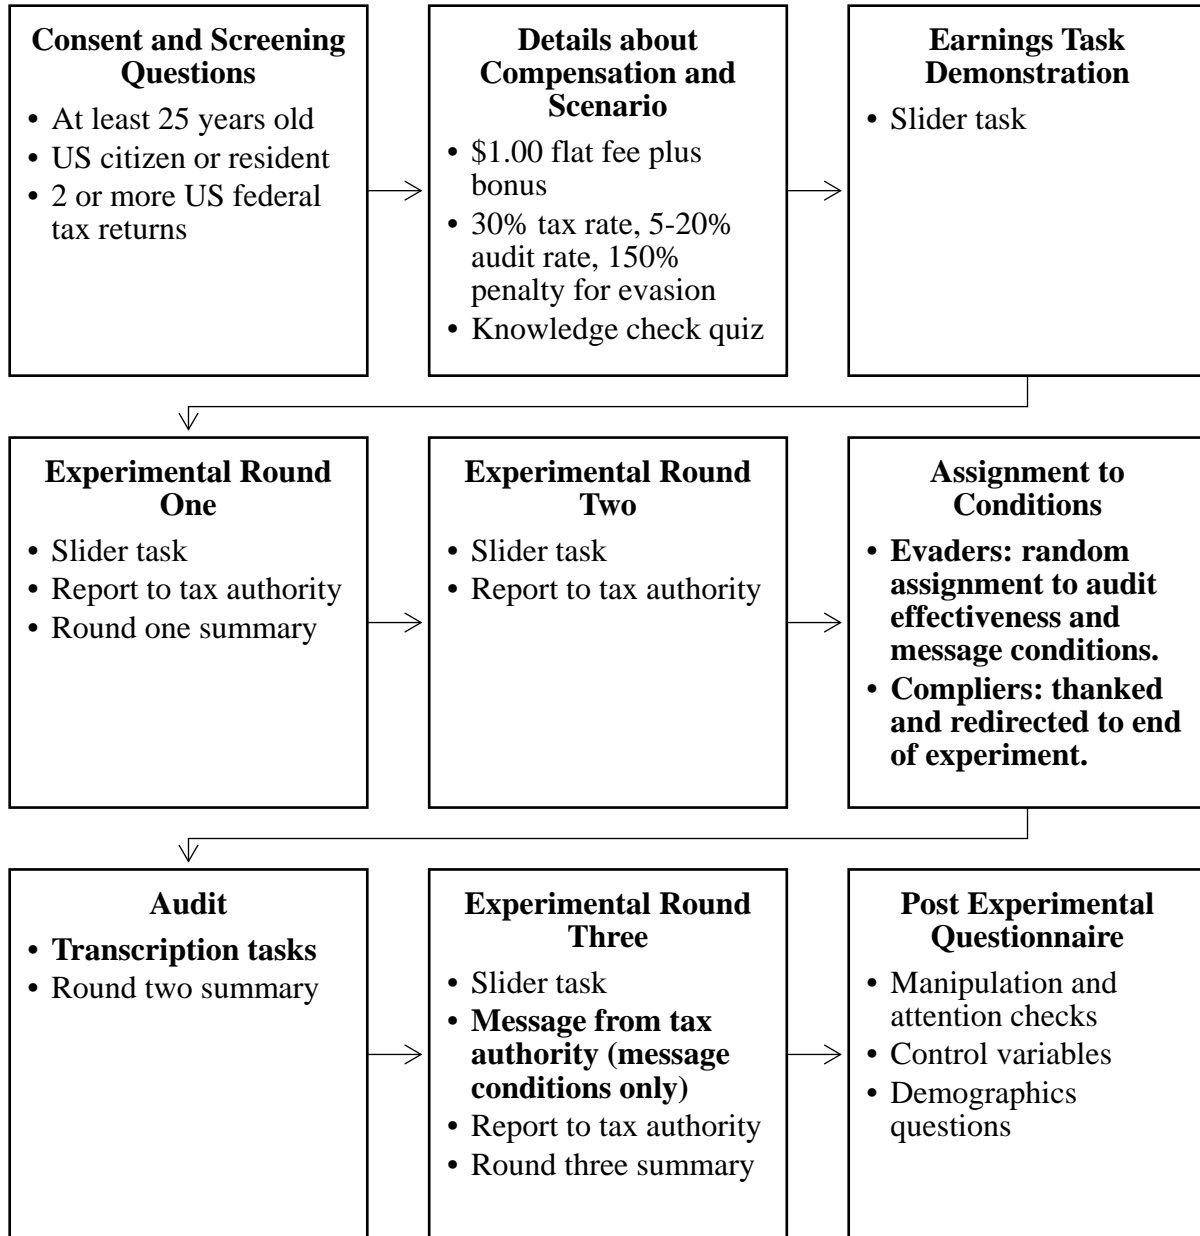 Consent and Screening
Questions
• At least 25 years old
• US citizen or resident
• 2 or more US federal
tax returns
Details about
Compensation and
Scenario
• $1.00 flat fee plus
bonus
• 30% tax rate, 5-20%
audit rate, 150%
penalty for evasion
• Knowledge check quiz
Earnings Task
Demonstration
• Slider task
Experimental Round
One
• Slider task
• Report to tax authority
• Round one summary
Experimental Round
Two
• Slider task
• Report to tax authority
Assignment to
Conditions
• Evaders: random
assignment to audit
effectiveness and
message conditions.
• Compliers: thanked
and redirected to end
of experiment.
Audit
• Transcription tasks
• Round two summary
Experimental Round
Three
• Slider task
• Message from tax
authority (message
conditions only)
• Report to tax authority
• Round three summary
Post Experimental
Questionnaire
• Manipulation and
attention checks
• Control variables
• Demographics
questions